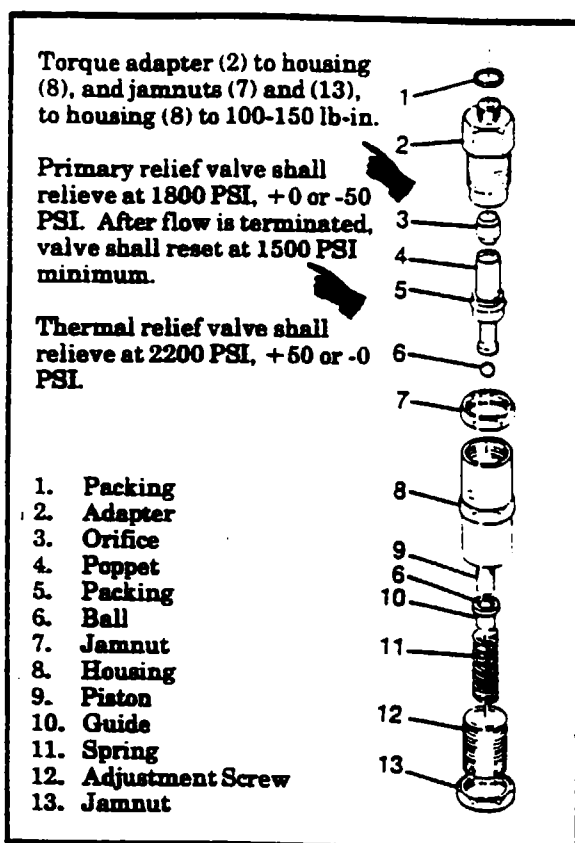 Torque adapter (2) to housing
(8), and jamnuts (7) and (13),
to housing (8) to 100-150 lb-in.
Primary relief valve shall
relieve at 1800 PSI, +0 or -50
PSI. After flow is terminated,
valve shall reset at 1500 PSI
minimum.
Thermal relief valve shall
relieve at 2200 PSI, +50 or -0
PSI.
1. Packing
2. Adapter
3. Orifice
4. Poppet
5. Packing
6. Ball
7. Jamnut
8. Housing
9. Piston
10. Guide
11. Spring
12. Adjustment Screw
13. Jamnut
1
2
3
4
5
6
7
8
9
6
10
11
12
13